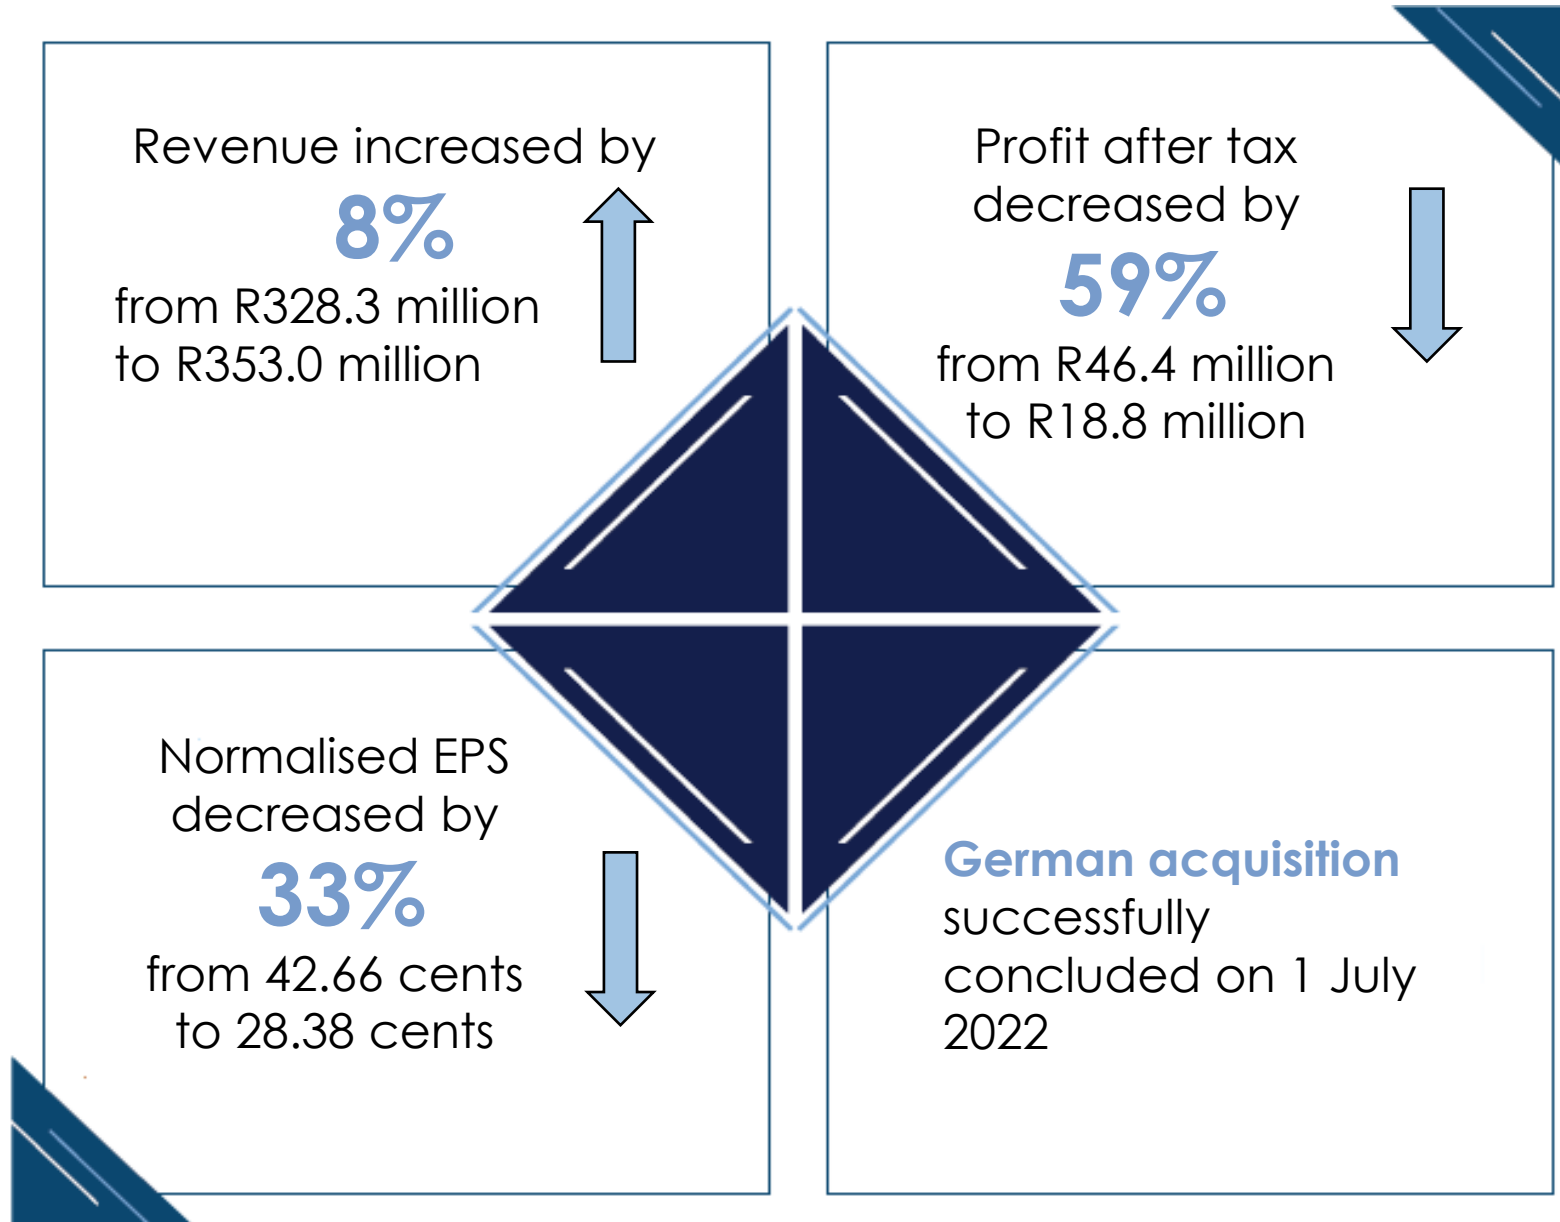 Revenue increased by
8%
from R328.3 million
to R353.0 million
Profit after tax
decreased by
59%
from R46.4 million
to R18.8 million
Normalised EPS
decreased by
33%
from 42.66 cents
to 28.38 cents
German acquisition
successfully
concluded on 1 July
2022